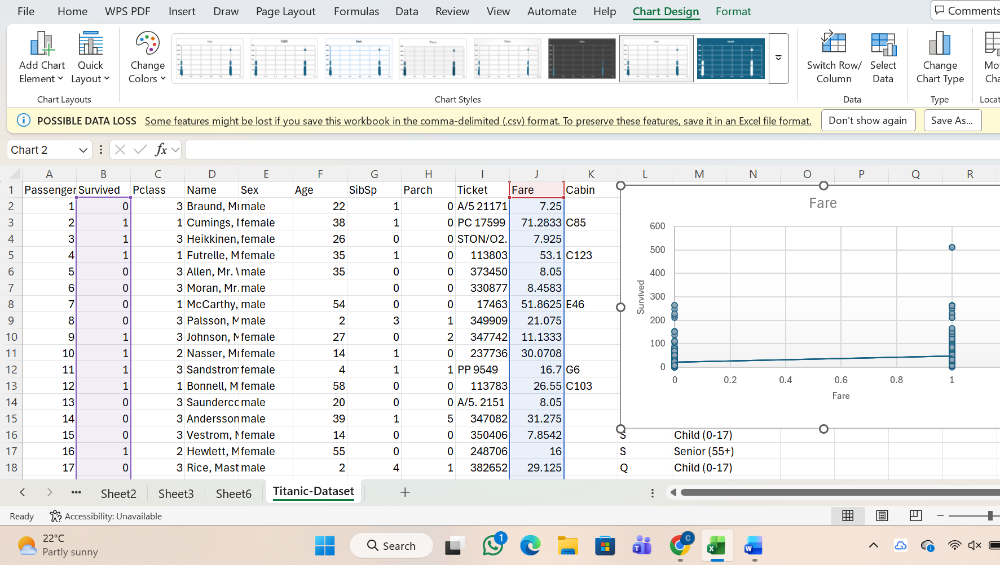 File Home WPS PDF Insert Draw Page Layout Formulas Data Review View Automate Help Chart Design Format Comments
Add Chart Element Quick Layout Change Colors Switch Row/ Column Select Data Change Chart Type
Chart Layouts Chart Styles Data Type
POSSIBLE DATA LOSS Some features might be lost if you save this workbook in the comma-delimited (.csv) format. To preserve these features, save it in an Excel file format. Don't show again Save As...
Chart 2 fx
A B C D E F G H I J K L M N O P Q R
1 Passenger Survived Pclass Name Sex Age SibSp Parch Ticket Fare Cabin
2 1 0 3 Braund, Mr male 22 1 0 A/5 21171 7.25
3 2 1 1 Cumings, female 38 1 0 PC 17599 71.2833 C85
4 3 1 3 Heikkinen, female 26 0 0 STON/O2. 7.925
5 4 1 1 Futrelle, M female 35 1 0 113803 53.1 C123
6 5 0 3 Allen, Mr. male 35 0 0 373450 8.05
7 6 0 3 Moran, Mr. male 0 0 330877 8.4583
8 7 0 1 McCarthy, male 54 0 0 17463 51.8625 E46
9 8 0 3 Palsson, M male 2 3 1 349909 21.075
10 9 1 3 Johnson, M female 27 0 2 347742 11.1333
11 10 1 2 Nasser, Mr female 14 1 0 237736 30.0708
12 11 1 3 Sandstrom female 4 1 1 PP 9549 16.7 G6
13 12 1 1 Bonnell, M female 58 0 0 113783 26.55 C103
14 13 0 3 Saunderco male 20 0 0 A/5. 2151 8.05
15 14 0 3 Andersson male 39 1 5 347082 31.275
16 15 0 3 Vestrom, female 14 0 0 350406 7.8542 S Child (0-17)
17 16 1 2 Hewlett, M female 55 0 0 248706 16 S Senior (55+)
18 17 0 3 Rice, Mast male 2 4 1 382652 29.125 Q Child (0-17)
Fare
600
500
400
300
200
100
0
Survived
0 0.2 0.4 0.6 0.8 1
Fare
Sheet2 Sheet3 Sheet6 Titanic-Dataset
Ready Accessibility: Unavailable
22°C
Partly sunny
Search
1